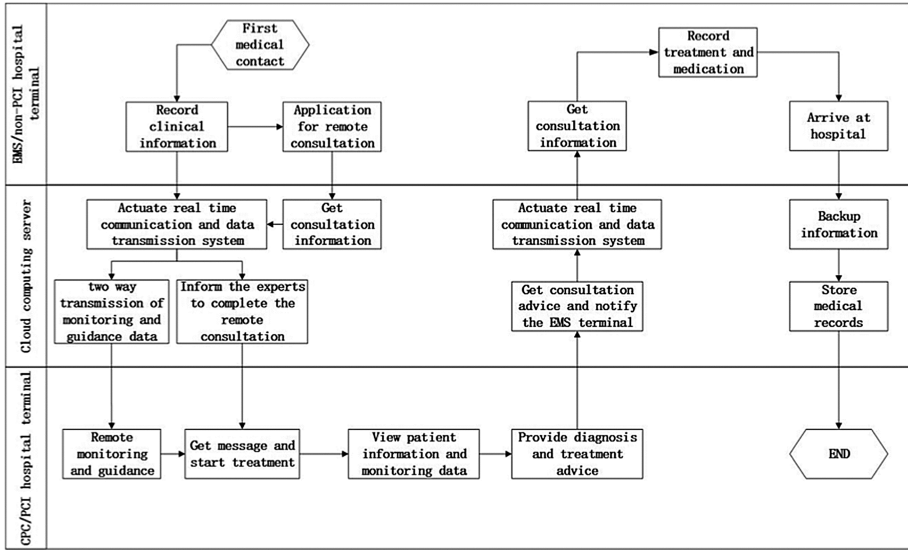 EMS/non-PCI hospital
terminal
First
medical
contact
Record
clinical
information
Application
for remote
consultation
Get
consultation
information
Record
treatment and
medication
Arrive at
hospital
Cloud computing server
Actuate real time
communication and data
transmission system
Get
consultation
information
two way
transmission of
monitoring and
guidance data
Inform the experts
to complete the
remote
consultation
Actuate real time
communication and data
transmission system
Get consultation
advice and notify
the EMS terminal
Backup
information
Store
medical
records
CPC/PCI hospital terminal
Remote
monitoring
and guidance
Get message and
start treatment
View patient
information and
monitoring data
Provide diagnosis
and treatment
advice
END